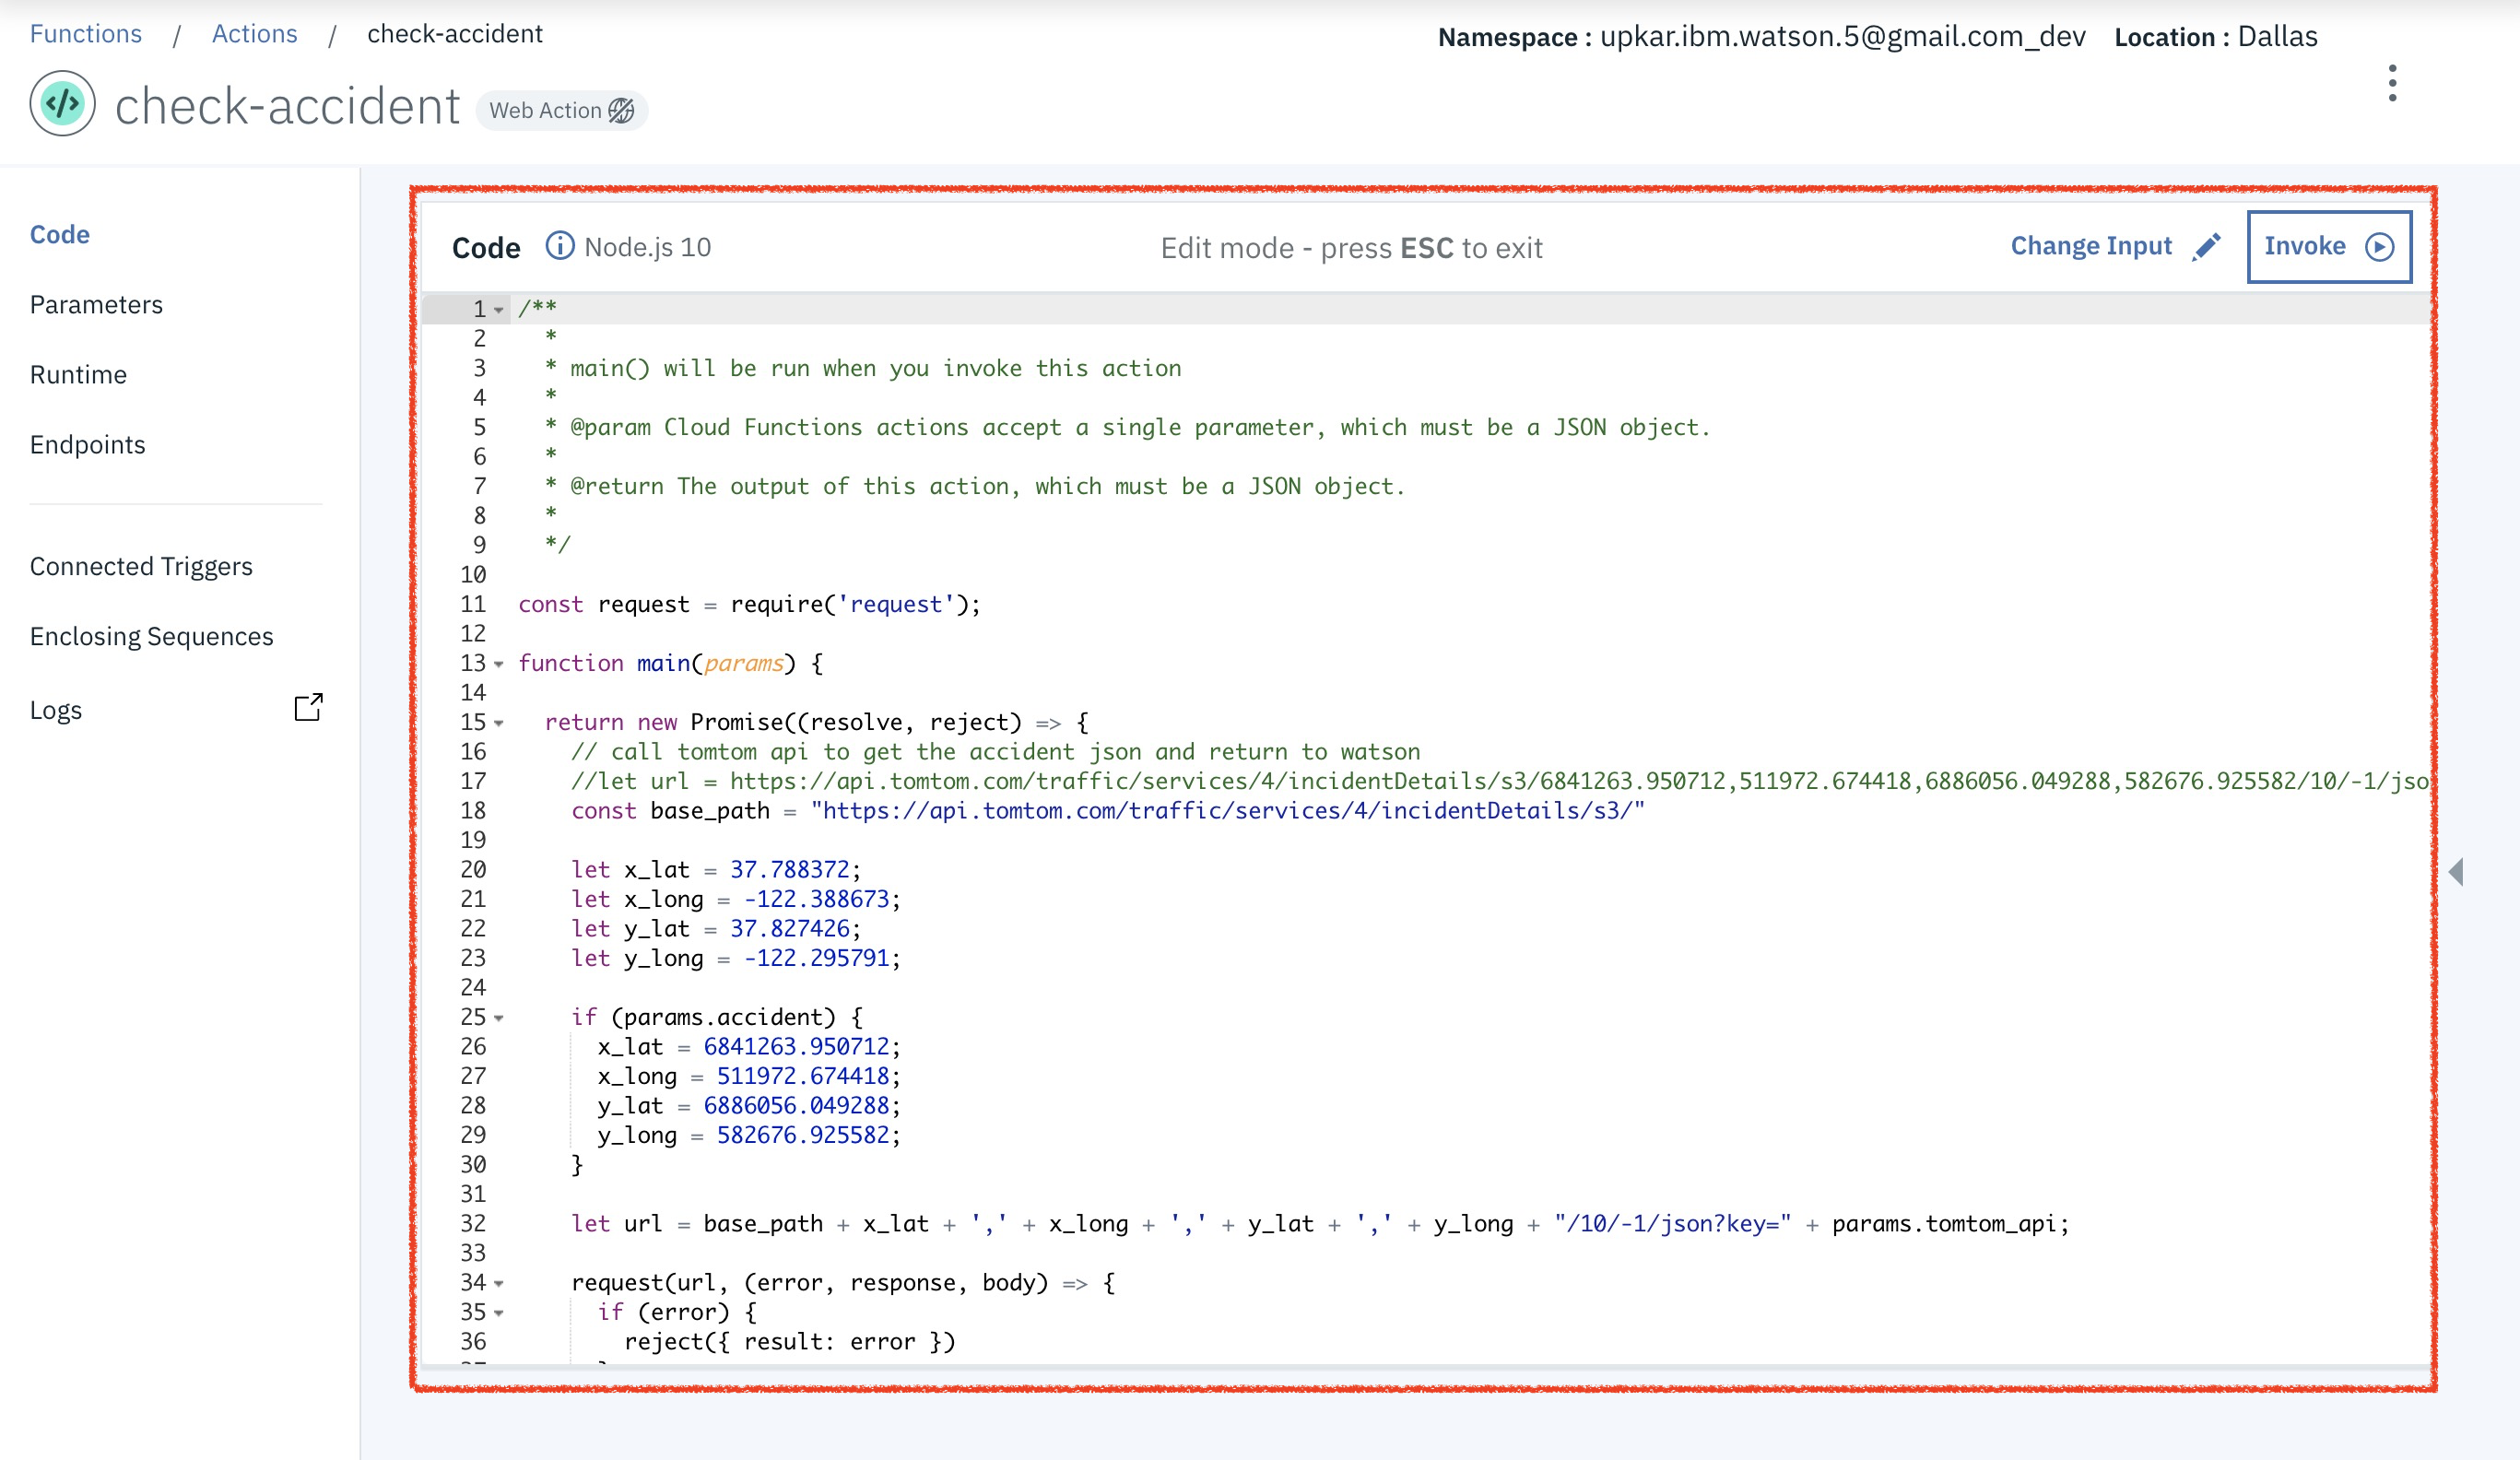 Functions / Actions / check-accident
Namespace : upkar.ibm.watson.5@gmail.com_dev Location : Dallas
</> check-accident Web Action
Code
Parameters
Runtime
Endpoints
Connected Triggers
Enclosing Sequences
Logs
Code Node.js 10 Edit mode - press ESC to exit Change Input Invoke
1 /**
2   *
3   * main() will be run when you invoke this action
4   *
5   * @param Cloud Functions actions accept a single parameter, which must be a JSON object.
6   *
7   * @return The output of this action, which must be a JSON object.
8   *
9   */
10
11 const request = require('request');
12
13 function main(params) {
14
15   return new Promise((resolve, reject) => {
16     // call tomtom api to get the accident json and return to watson
17     //let url = https://api.tomtom.com/traffic/services/4/incidentDetails/s3/6841263.950712,511972.674418,6886056.049288,582676.925582/10/-1/jso
18     const base_path = "https://api.tomtom.com/traffic/services/4/incidentDetails/s3/"
19
20     let x_lat = 37.788372;
21     let x_long = -122.388673;
22     let y_lat = 37.827426;
23     let y_long = -122.295791;
24
25     if (params.accident) {
26       x_lat = 6841263.950712;
27       x_long = 511972.674418;
28       y_lat = 6886056.049288;
29       y_long = 582676.925582;
30     }
31
32     let url = base_path + x_lat + ',' + x_long + ',' + y_lat + ',' + y_long + "/10/-1/json?key=" + params.tomtom_api;
33
34     request(url, (error, response, body) => {
35       if (error) {
36         reject({ result: error })